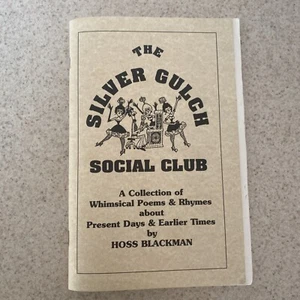 THE
SILVER GULCH
SOCIAL CLUB
A Collection of
Whimsical Poems & Rhymes
about
Present Days & Earlier Times
by
HOSS BLACKMAN